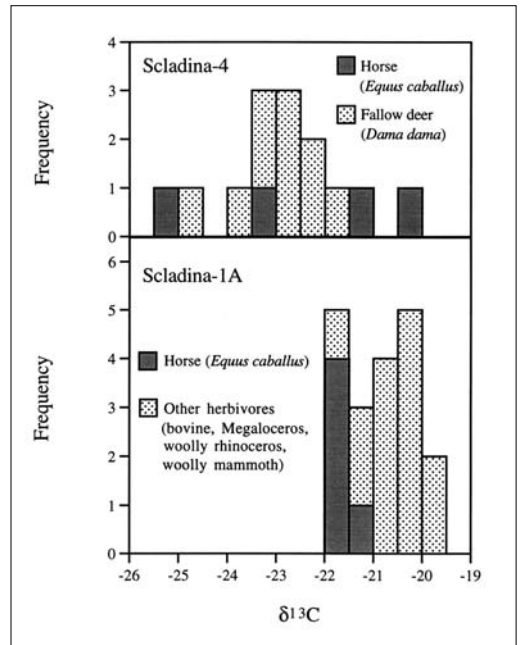 4
3
2
1
0
Frequency
Scladina-4
Horse
(Equus caballus)
Fallow deer
(Dama dama)
6
5
4
3
2
1
0
Frequency
Scladina-1A
Horse (Equus caballus)
Other herbivores
(bovine, Megaloceros,
woolly rhinoceros,
woolly mammoth)
-26 -25 -24 -23 -22 -21 -20 -19
δ13C